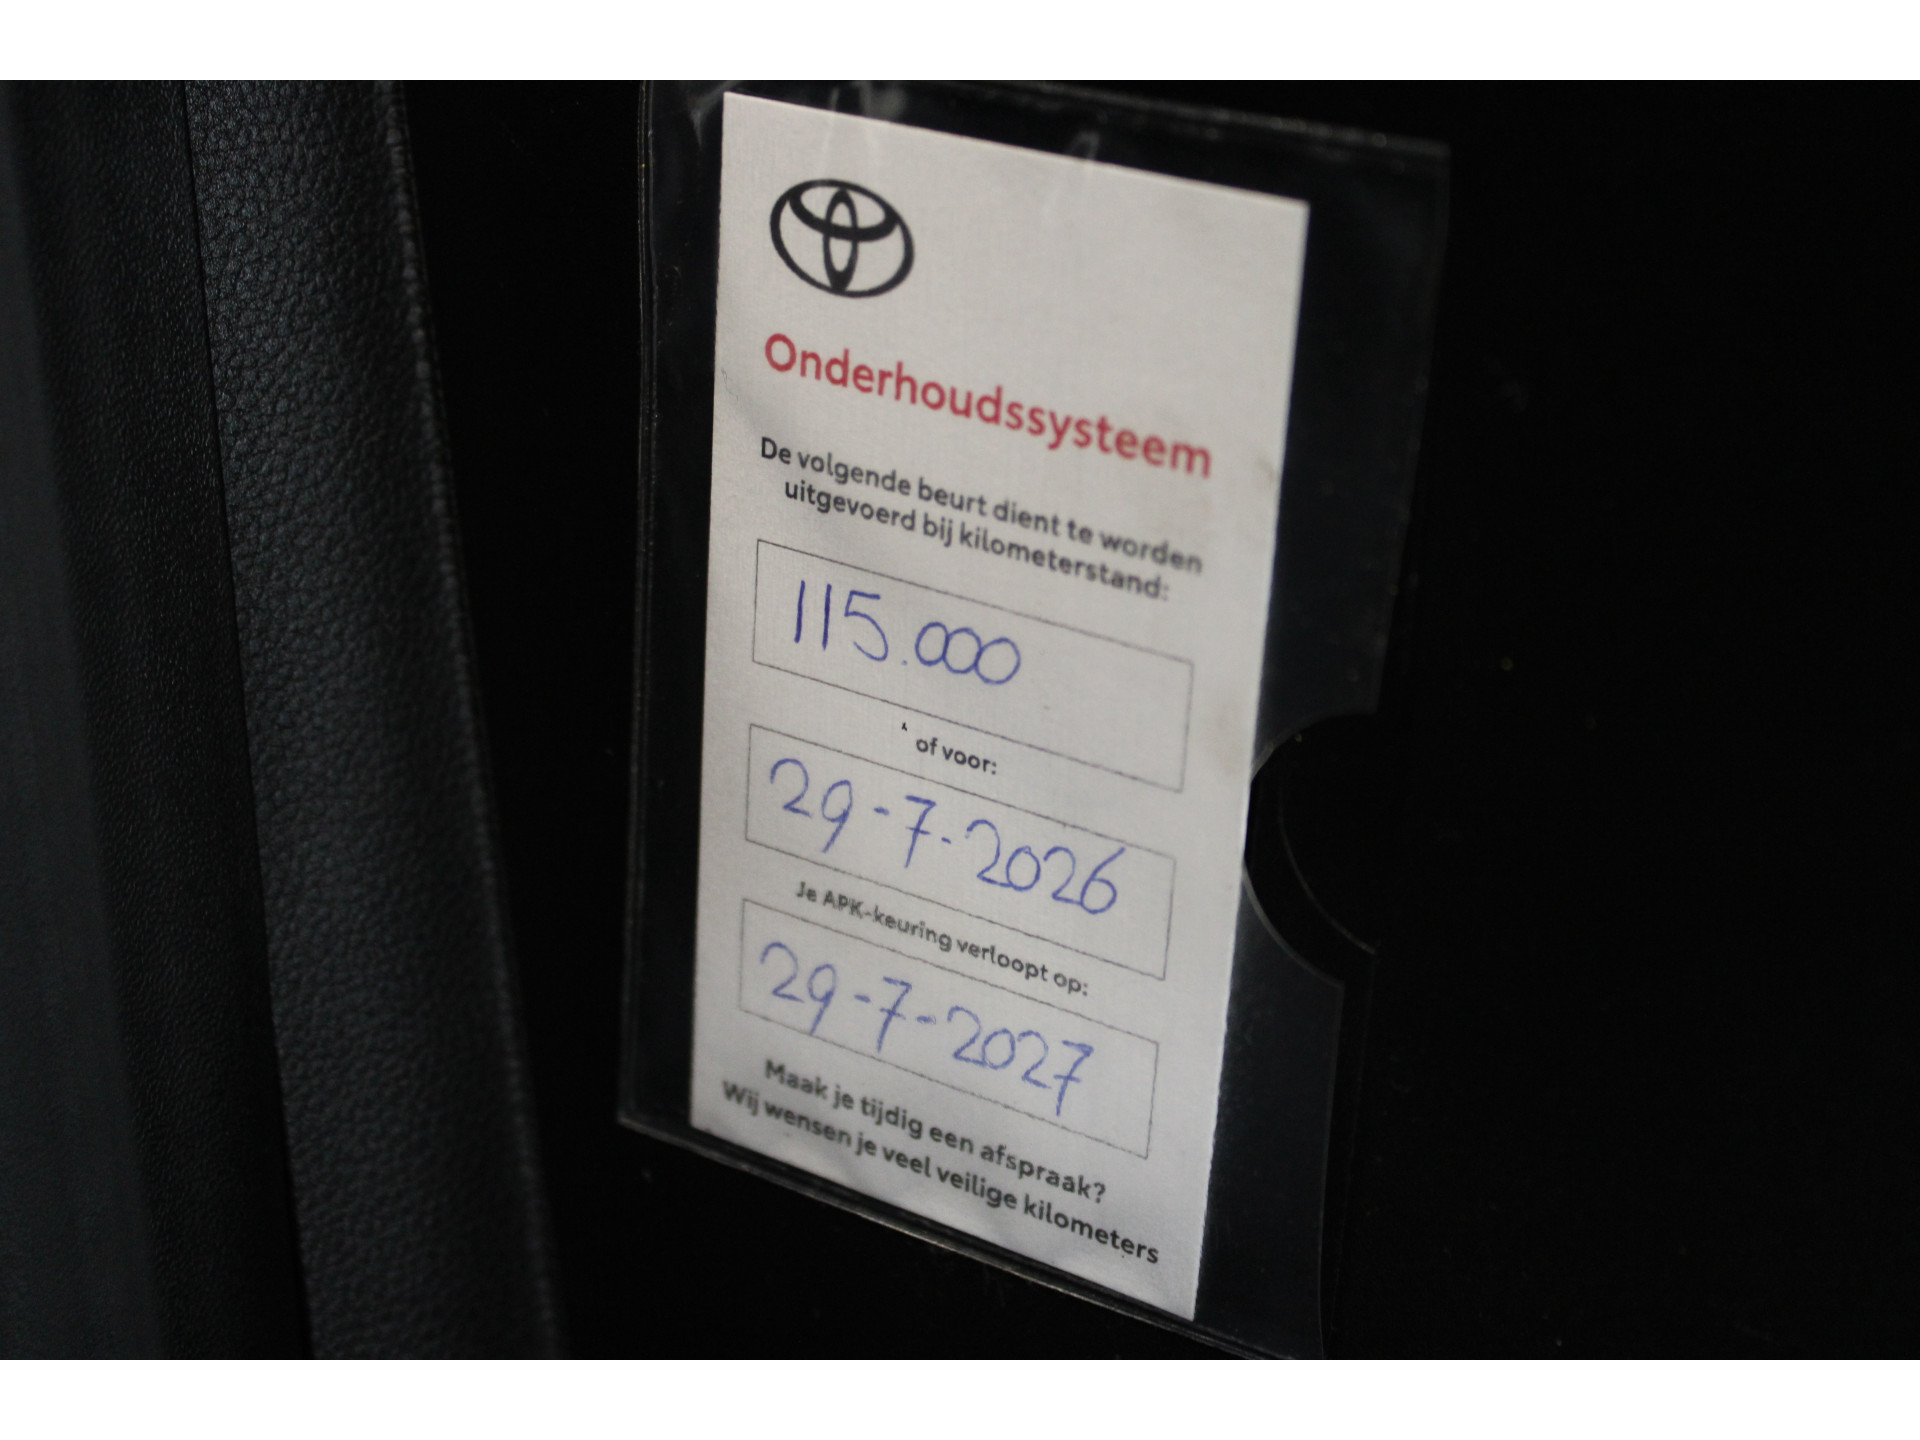 Onderhoudssysteem
De volgende beurt dient te worden
uitgevoerd bij kilometerstand:
115.000
of voor:
29-7-2026
Je APK-keuring verloopt op:
29-7-2027
Maak je tijdig een afspraak?
Wij wensen je veel veilige kilometers